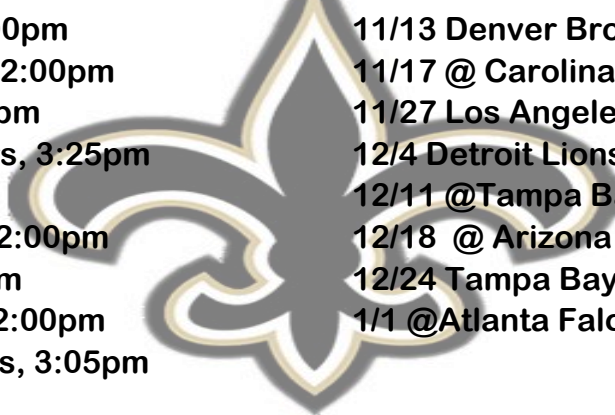 00pm
2:00pm
pm
s, 3:25pm
2:00pm
m
2:00pm
s, 3:05pm
11/13 Denver Bro
11/17 @ Carolina
11/27 Los Angele
12/4 Detroit Lions
12/11 @Tampa Ba
12/18 @ Arizona
12/24 Tampa Bay
1/1 @Atlanta Falc